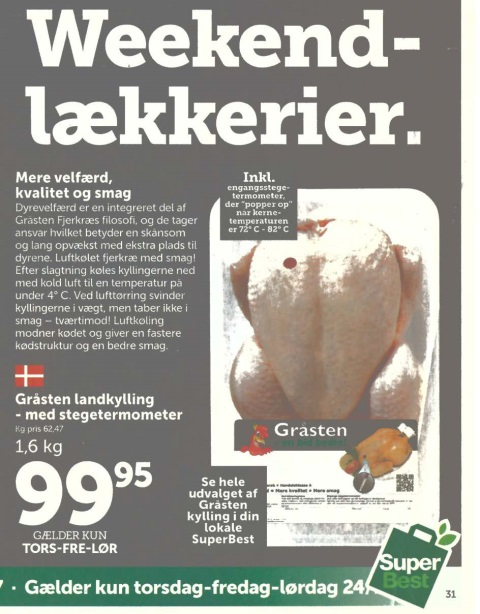 Weekend-
lækkerier.
Mere velfærd,
kvalitet og smag
Dyrevelfærd er en integreret del af
Gråsten Fjerkræs filosofi, og de tager
ansvar hvilket betyder en skånsom
og lang opvækst med ekstra plads til
dyrene. Luftkølet fjerkræ med smag!
Efter slagtning køles kyllingerne ned
med kold luft til en temperatur på
under 4° C. Ved lufttørring svinder
kyllingerne i vægt, men taber ikke i
smag – tværtimod! Luftkøling
modner kødet og giver en fastere
kødstruktur og en bedre smag.
Inkl.
engangsstege-
termometer,
der "popper op"
når kerne-
temperaturen
er 72° C - 82° C
Gråsten landkylling
- med stegetermometer
Kg pris 62,47
1,6 kg
99 95
GÆLDER KUN
TORS-FRE-LØR
Gråsten
• Mere kvalitet • Mere smag
Se hele
udvalget af
Gråsten
kylling i din
lokale
SuperBest
· Gælder kun torsdag-fredag-lørdag 24
Super
Best
31